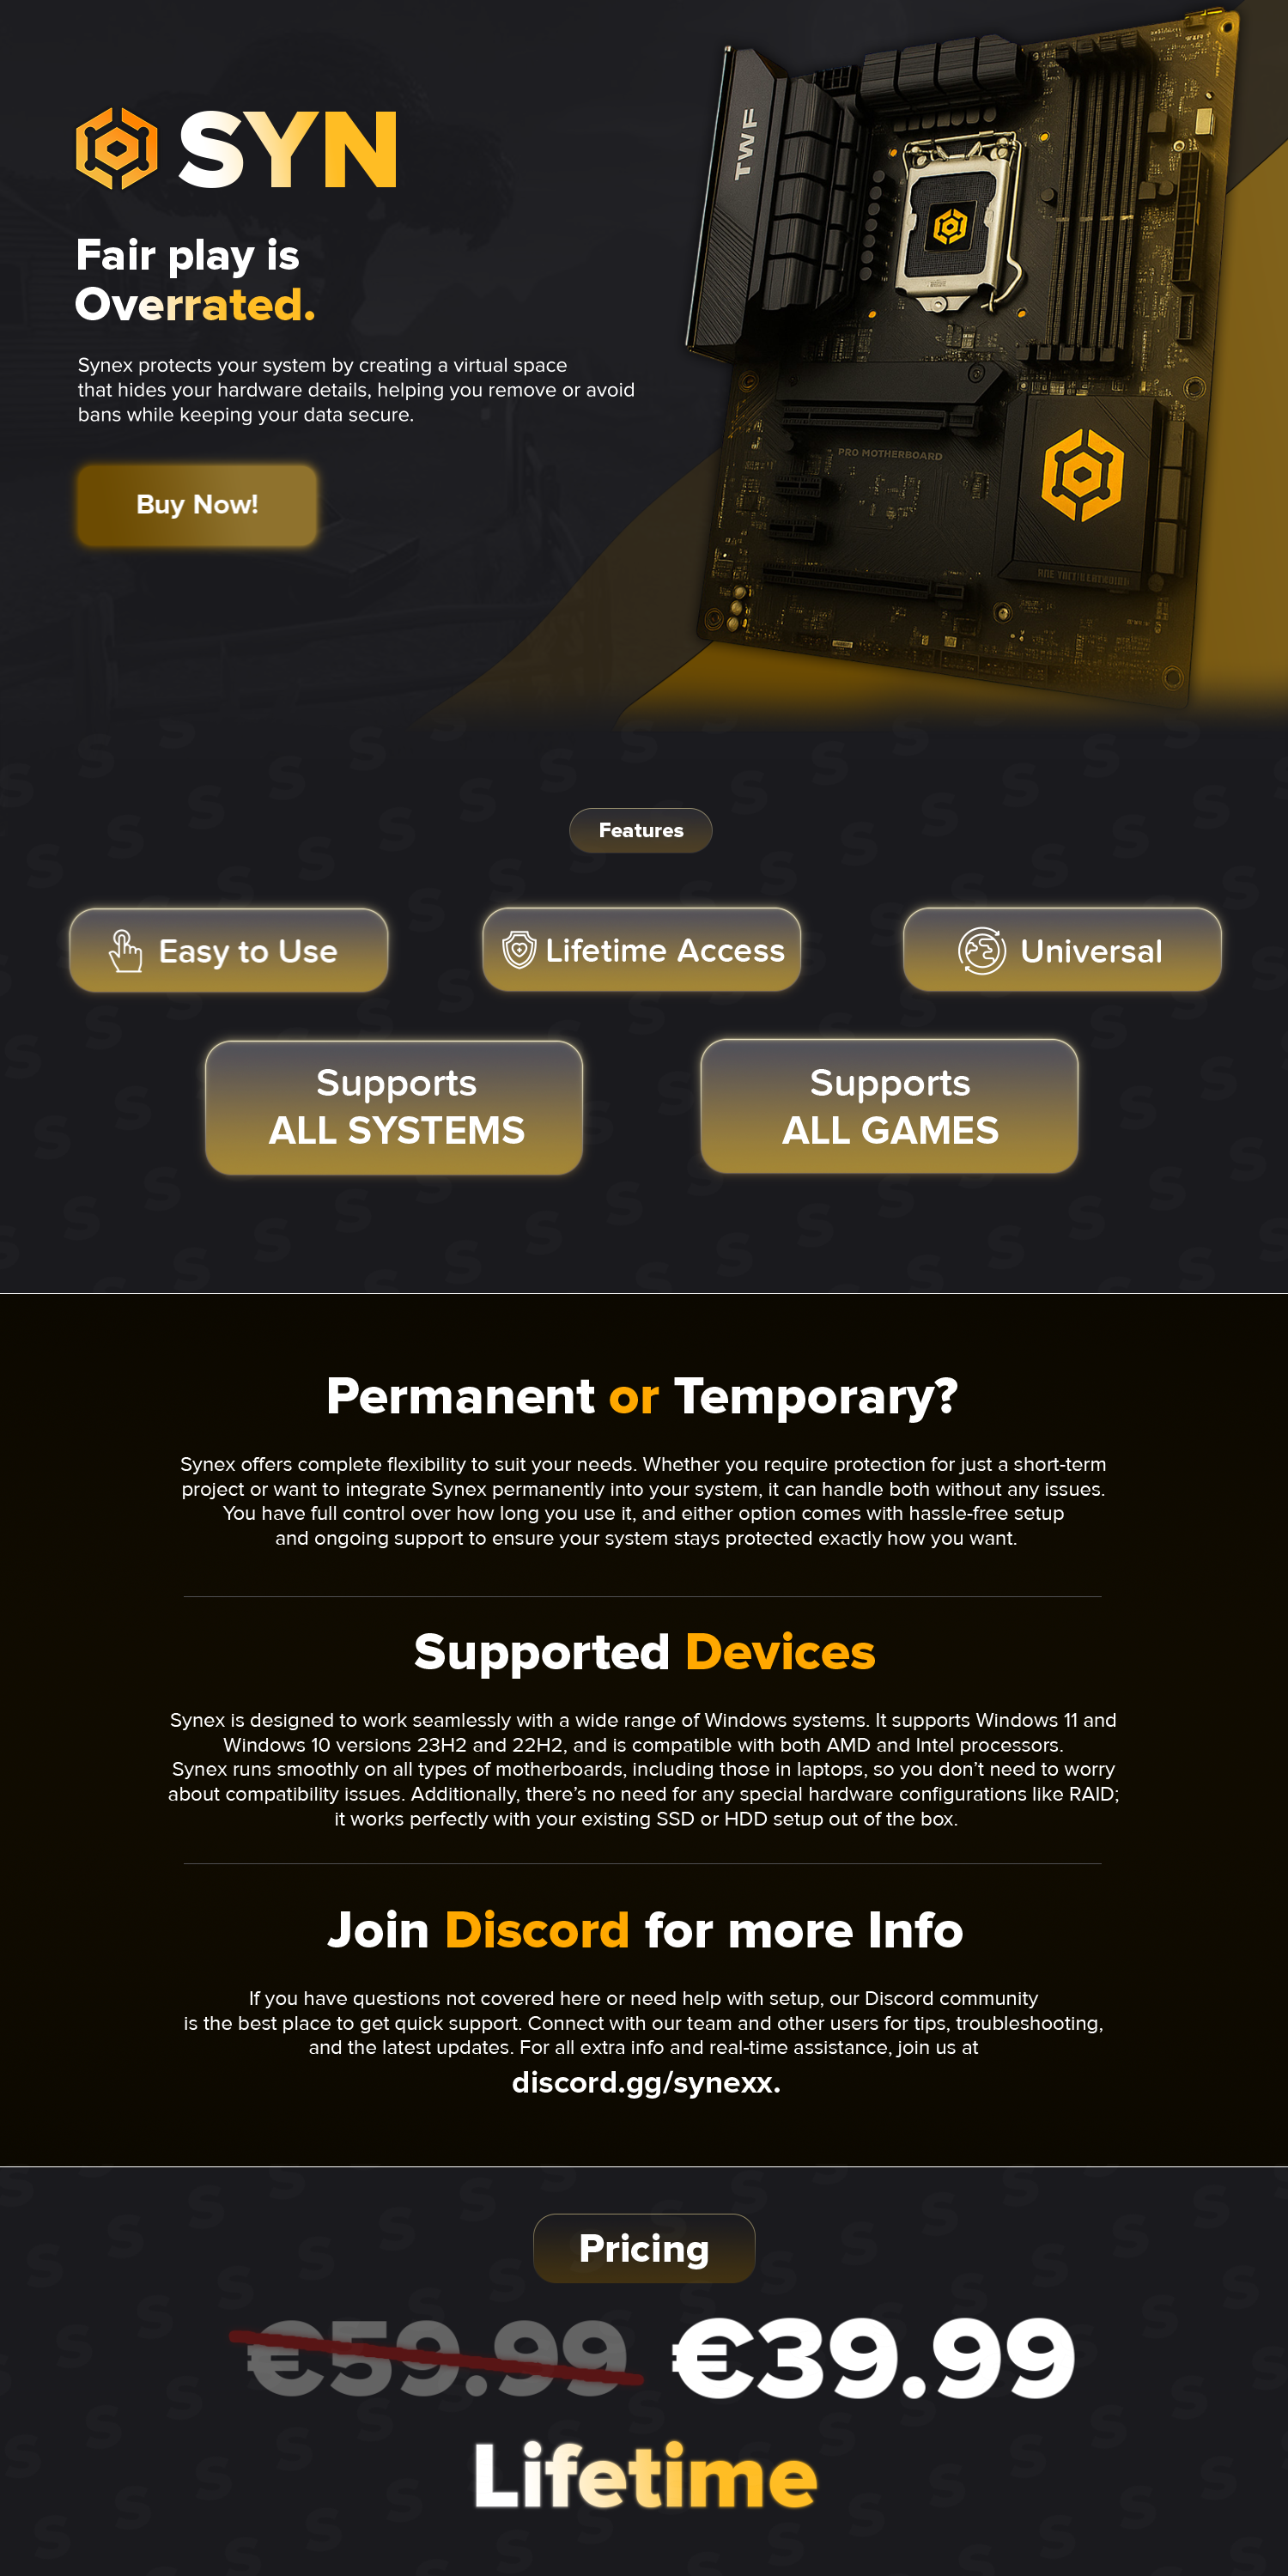 SYN
Fair play is
Overrated.
Synex protects your system by creating a virtual space
that hides your hardware details, helping you remove or avoid
bans while keeping your data secure.
Buy Now!
TWF
PRO MOTHERBOARD
Features
Easy to Use
Lifetime Access
Universal
Supports
ALL SYSTEMS
Supports
ALL GAMES
Permanent or Temporary?
Synex offers complete flexibility to suit your needs. Whether you require protection for just a short-term
project or want to integrate Synex permanently into your system, it can handle both without any issues.
You have full control over how long you use it, and either option comes with hassle-free setup
and ongoing support to ensure your system stays protected exactly how you want.
Supported Devices
Synex is designed to work seamlessly with a wide range of Windows systems. It supports Windows 11 and
Windows 10 versions 23H2 and 22H2, and is compatible with both AMD and Intel processors.
Synex runs smoothly on all types of motherboards, including those in laptops, so you don’t need to worry
about compatibility issues. Additionally, there’s no need for any special hardware configurations like RAID;
it works perfectly with your existing SSD or HDD setup out of the box.
Join Discord for more Info
If you have questions not covered here or need help with setup, our Discord community
is the best place to get quick support. Connect with our team and other users for tips, troubleshooting,
and the latest updates. For all extra info and real-time assistance, join us at
discord.gg/synexx.
Pricing
€59.99 €39.99
Lifetime